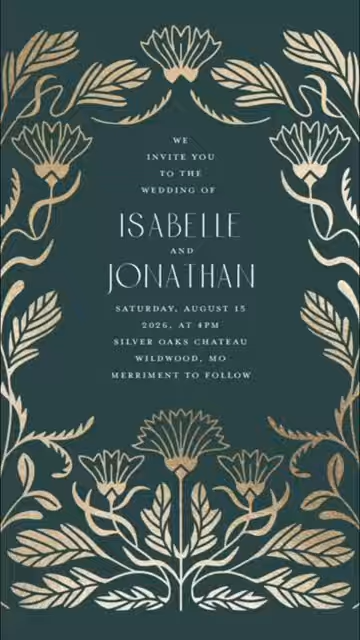 WE
INVITE YOU
TO THE
WEDDING OF
ISABELLE
AND
JONATHAN
SATURDAY, AUGUST 15
2026, AT 4PM
SILVER OAKS CHATEAU
WILDWOOD, MO
MERRIMENT TO FOLLOW